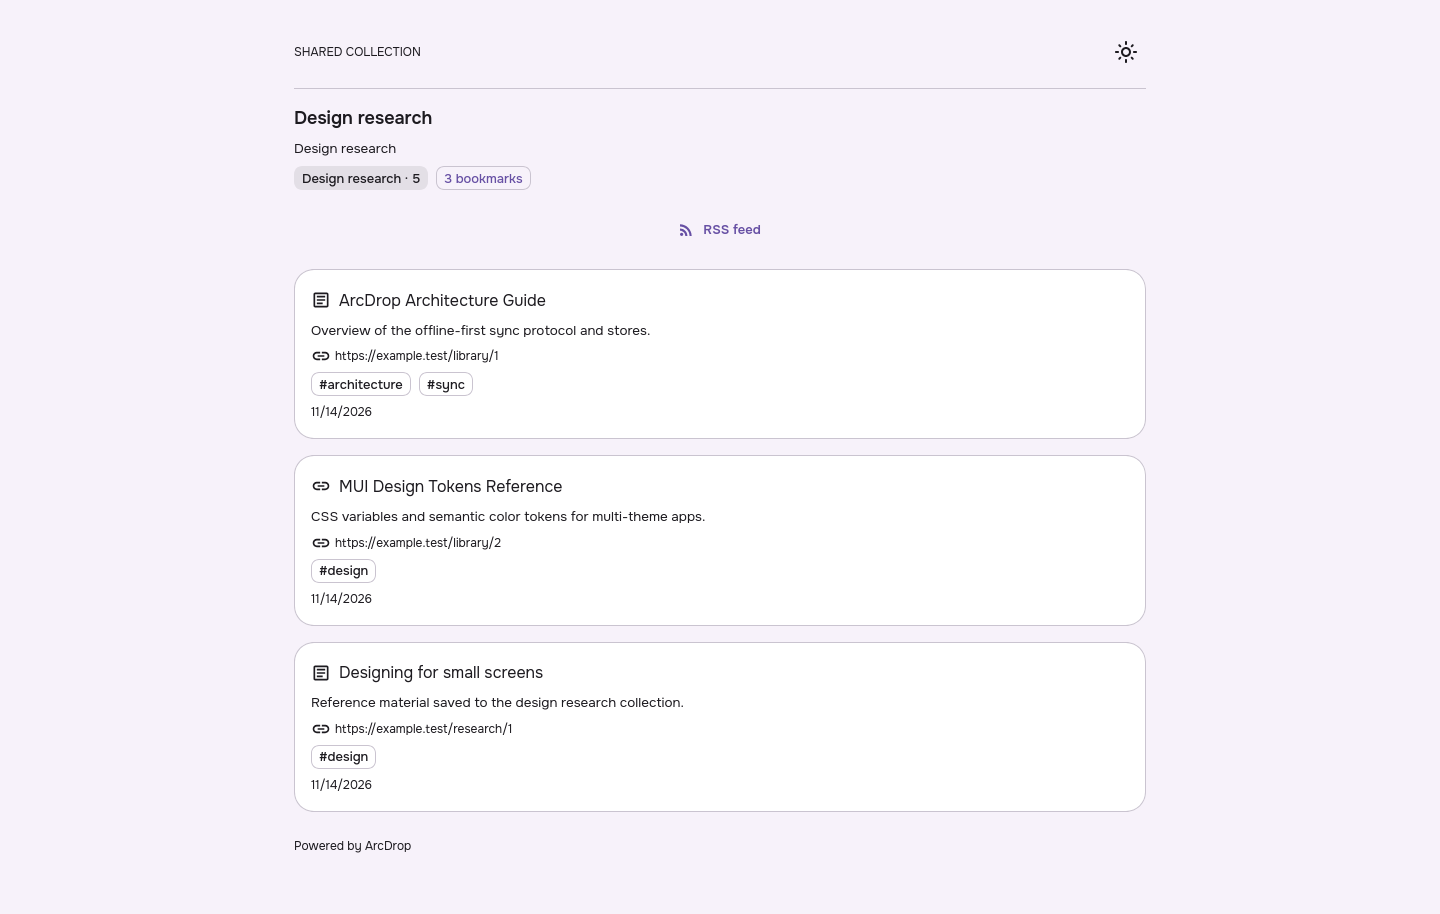 SHARED COLLECTION
Design research
Design research
Design research · 5
3 bookmarks
RSS feed
ArcDrop Architecture Guide
Overview of the offline-first sync protocol and stores.
https://example.test/library/1
#architecture #sync
11/14/2026
MUI Design Tokens Reference
CSS variables and semantic color tokens for multi-theme apps.
https://example.test/library/2
#design
11/14/2026
Designing for small screens
Reference material saved to the design research collection.
https://example.test/research/1
#design
11/14/2026
Powered by ArcDrop